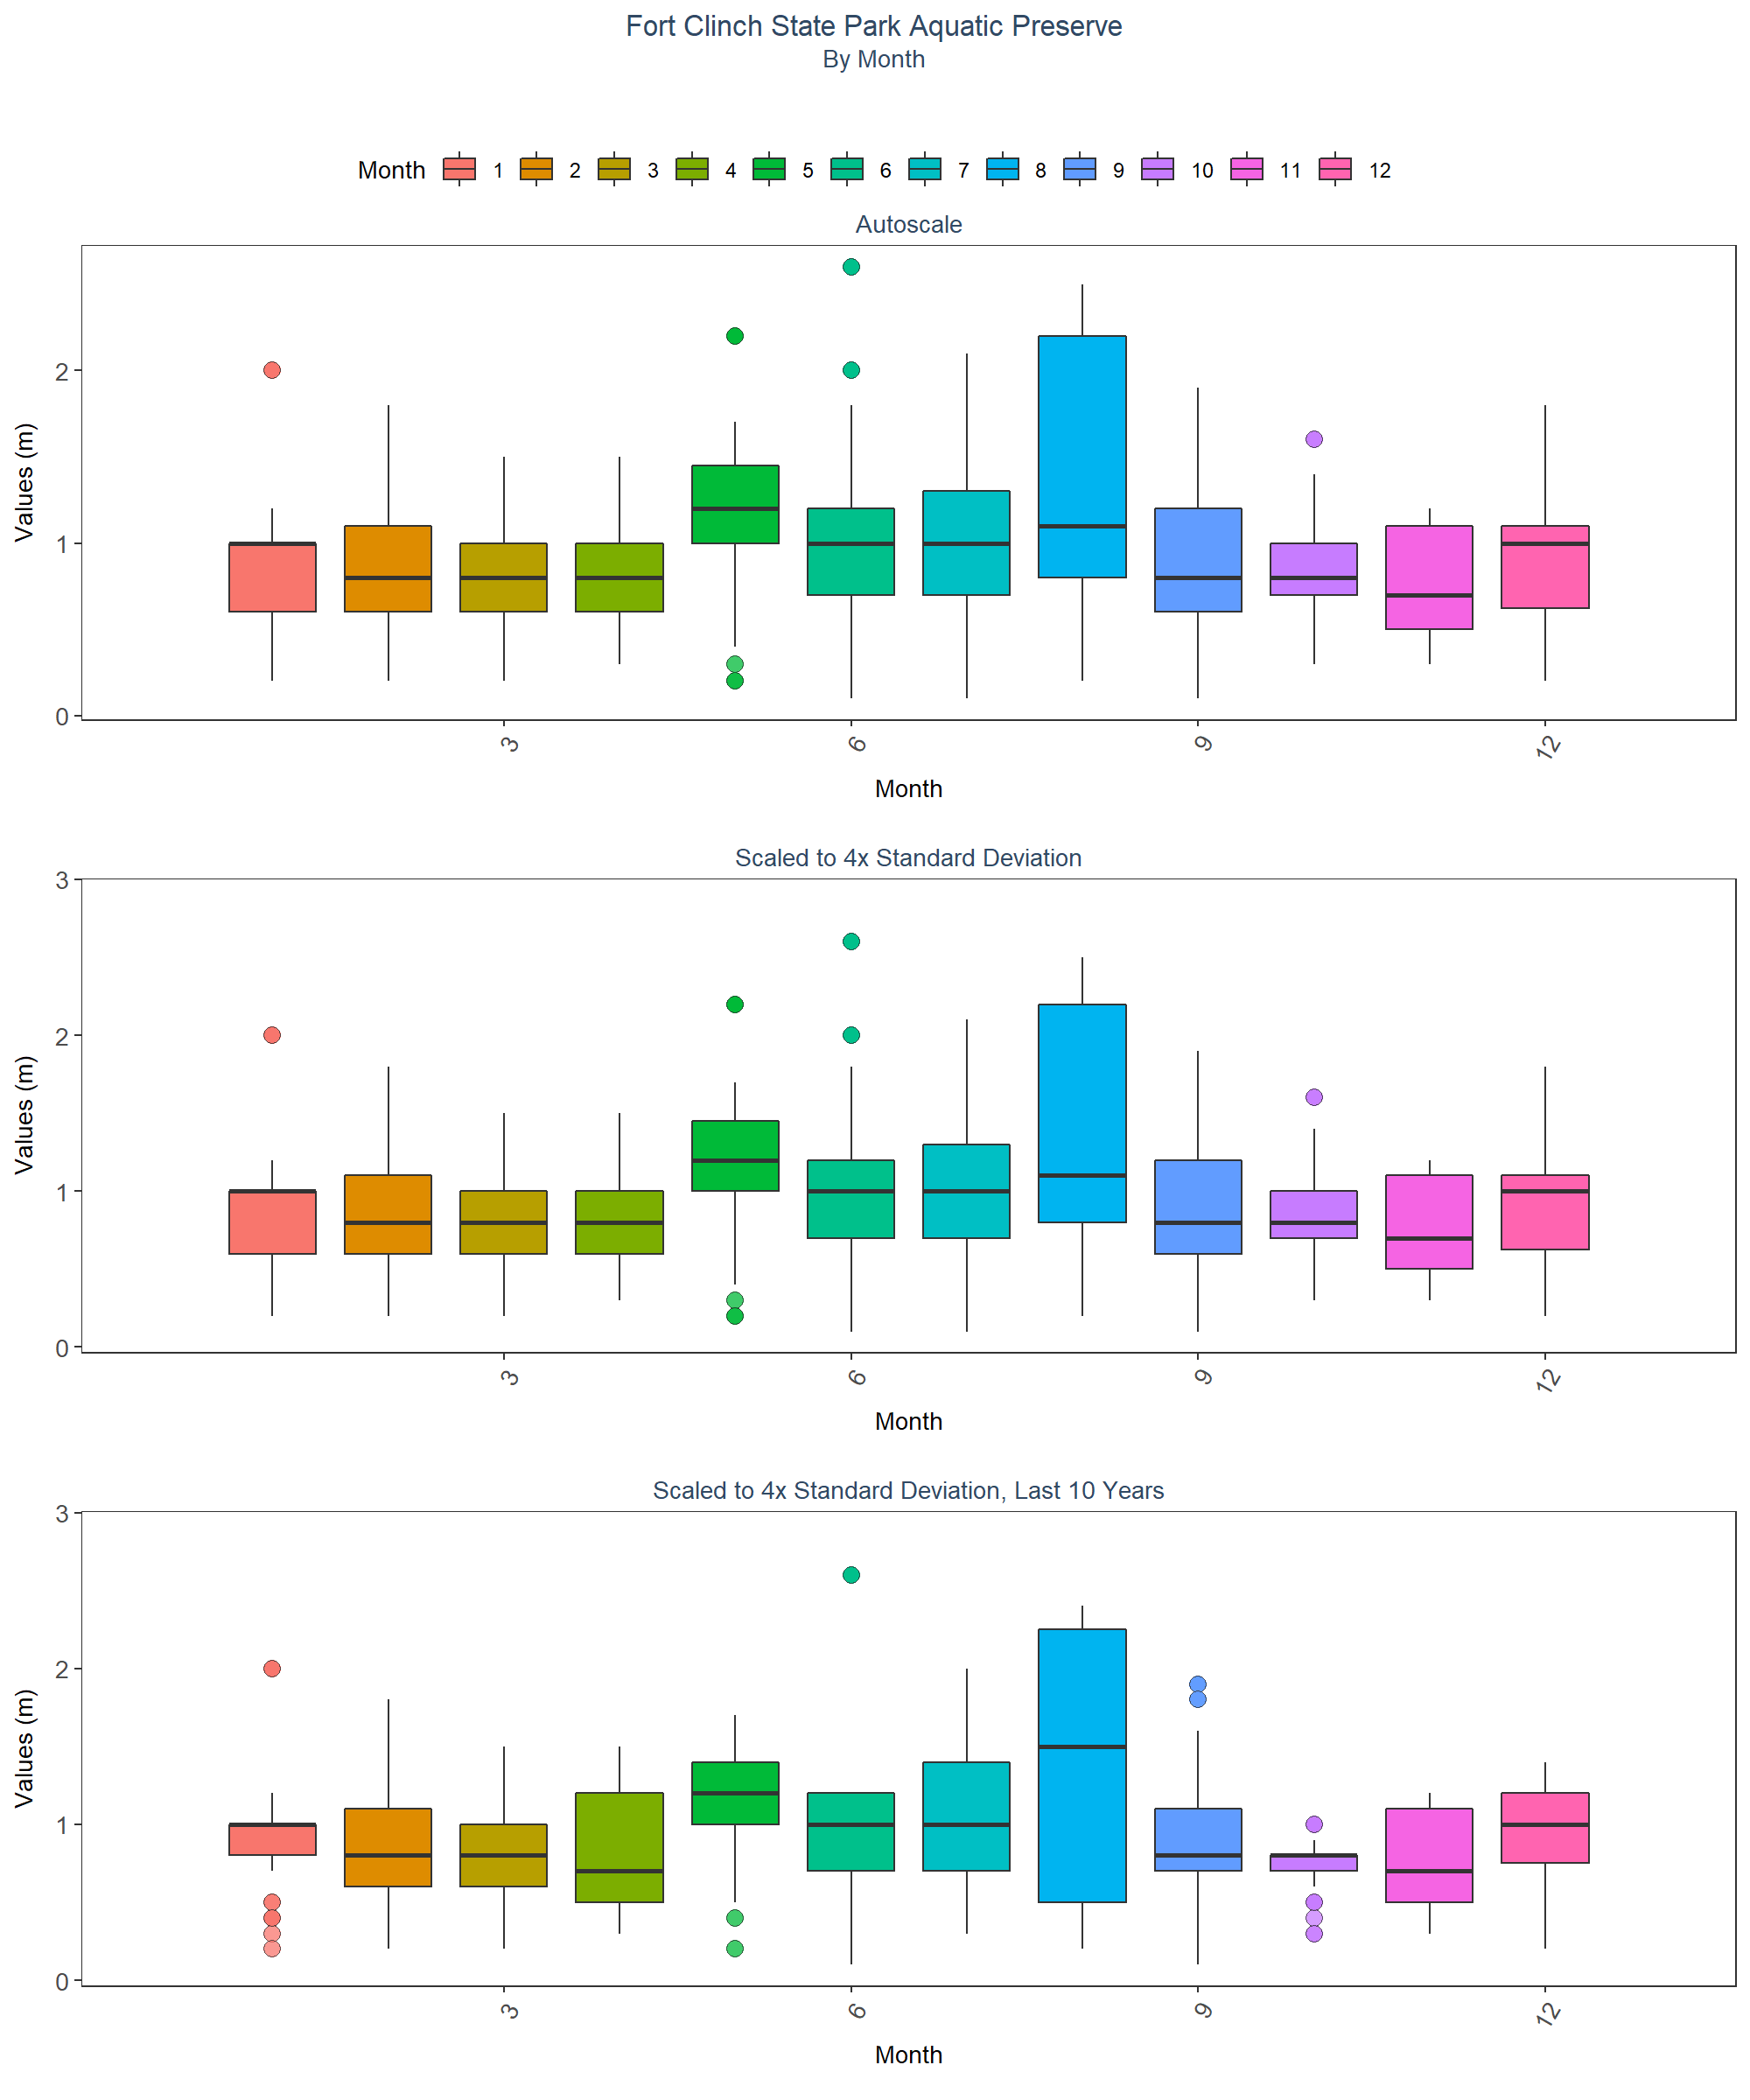 Fort Clinch State Park Aquatic Preserve
By Month
Month 1 2 3 4 5 6 7 8 9 10 11 12
Autoscale
Values (m)
2
1
0
3 6 9 12
Month
Scaled to 4x Standard Deviation
Values (m)
3
2
1
0
3 6 9 12
Month
Scaled to 4x Standard Deviation, Last 10 Years
Values (m)
3
2
1
0
3 6 9 12
Month